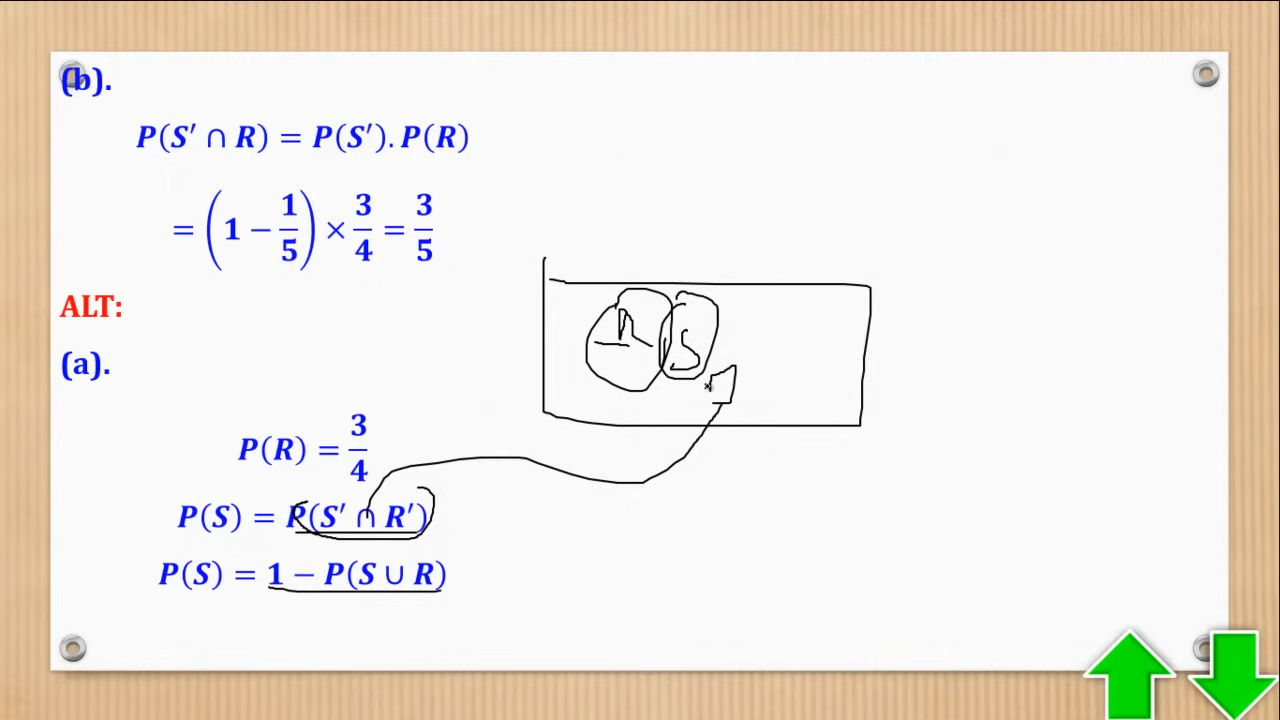 (b).
P(S′ ∩ R) = P(S′). P(R)
= (1 − 1/5) × 3/4 = 3/5
ALT:
(a).
P(R) = 3/4
P(S) = P(S′ ∩ R′)
P(S) = 1 − P(S ∪ R)